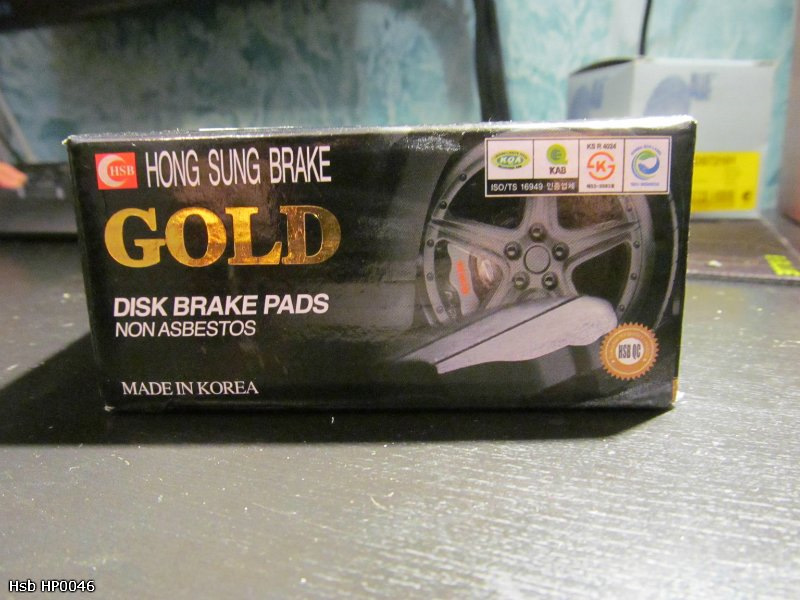 HSB
HONG SUNG BRAKE
GOLD
DISK BRAKE PADS
NON ASBESTOS
MADE IN KOREA
KS R 4024
KAB
ISO/TS 16949 인증업체
HSB QC
Hsb HP0046